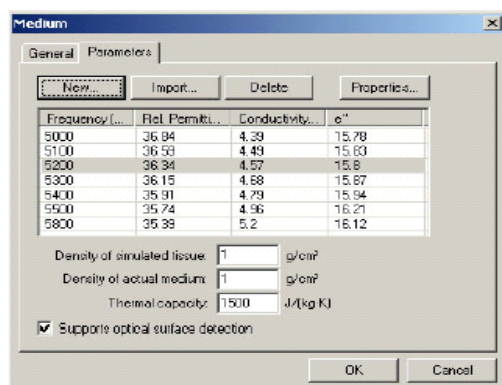 Medium
General Parameters
New... Import... Delete Properties...
Frequency (... Rel. Permitti... Conductivity... e''
5000 36.84 4.39 15.78
5100 36.59 4.49 15.83
5200 36.34 4.57 15.8
5300 36.15 4.68 15.87
5400 35.91 4.79 15.94
5500 35.74 4.96 16.21
5800 35.39 5.2 16.12
Density of simulated tissue: 1 g/cm³
Density of actual medium: 1 g/cm³
Thermal capacity: 1500 J/(kg K)
Supports optical surface detection
OK Cancel